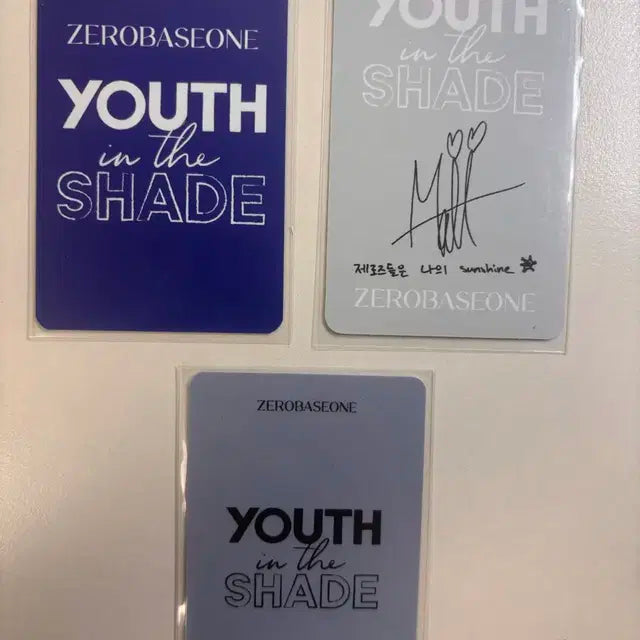 ZEROBASEONE
YOUTH
in the
SHADE
YOUTH
in the
SHADE
Matt
제로즈들은 나의 sunshine
ZEROBASEONE
ZEROBASEONE
YOUTH
in the
SHADE